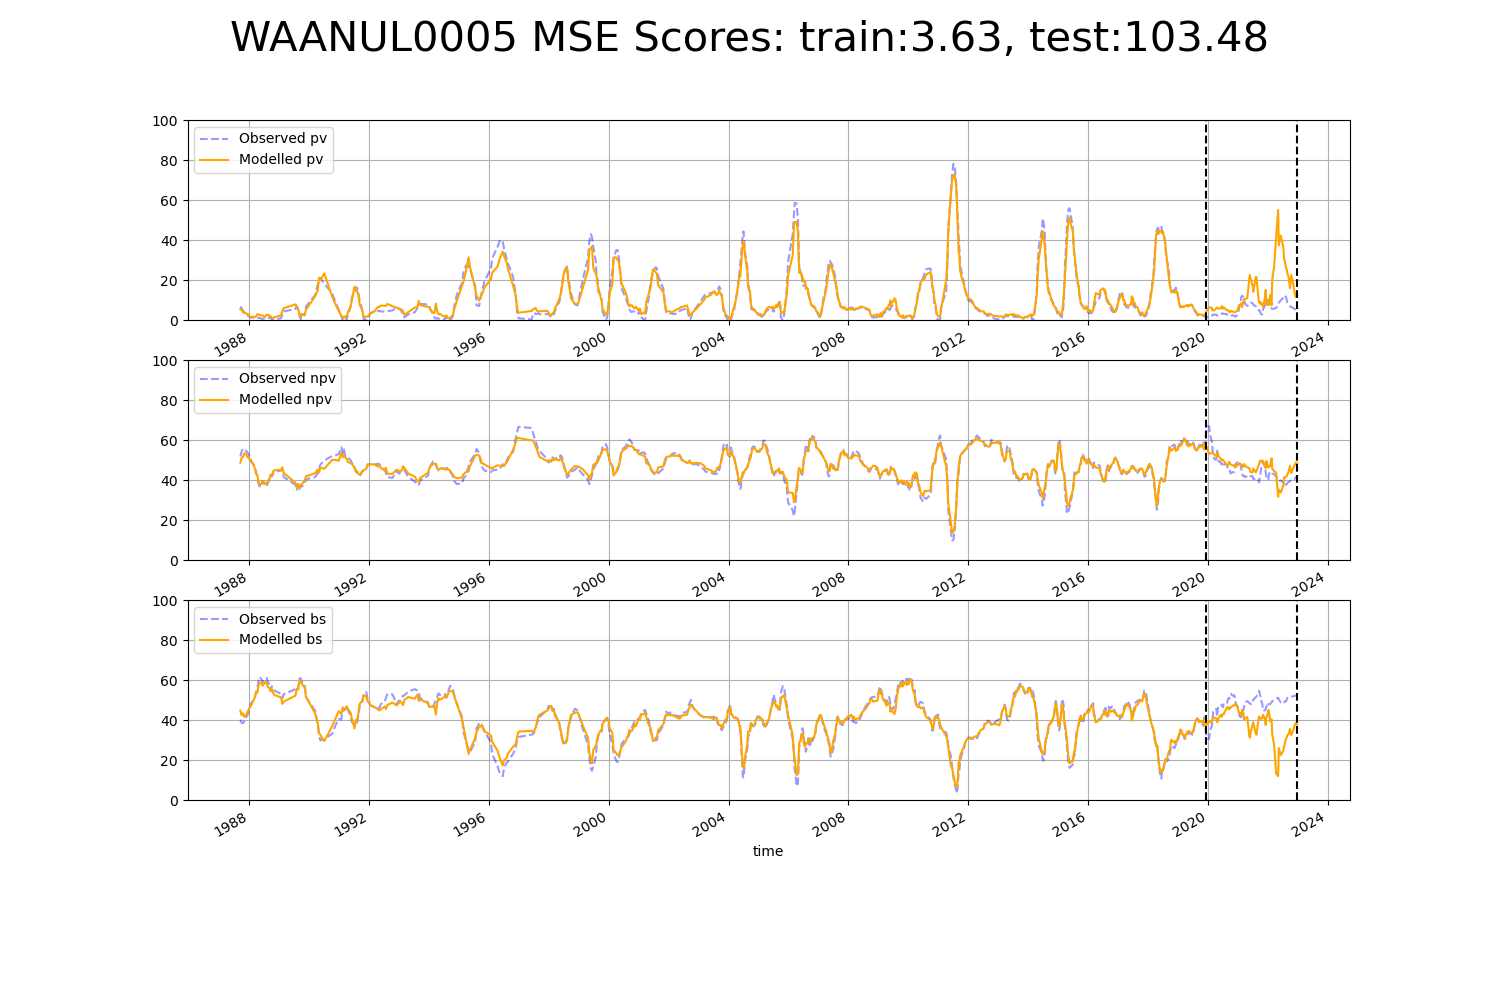 WAANUL0005 MSE Scores: train:3.63, test:103.48
100
80
60
40
20
0
Observed pv
Modelled pv
1988 1992 1996 2000 2004 2008 2012 2016 2020 2024
100
80
60
40
20
0
Observed npv
Modelled npv
1988 1992 1996 2000 2004 2008 2012 2016 2020 2024
100
80
60
40
20
0
Observed bs
Modelled bs
1988 1992 1996 2000 2004 2008 2012 2016 2020 2024
time